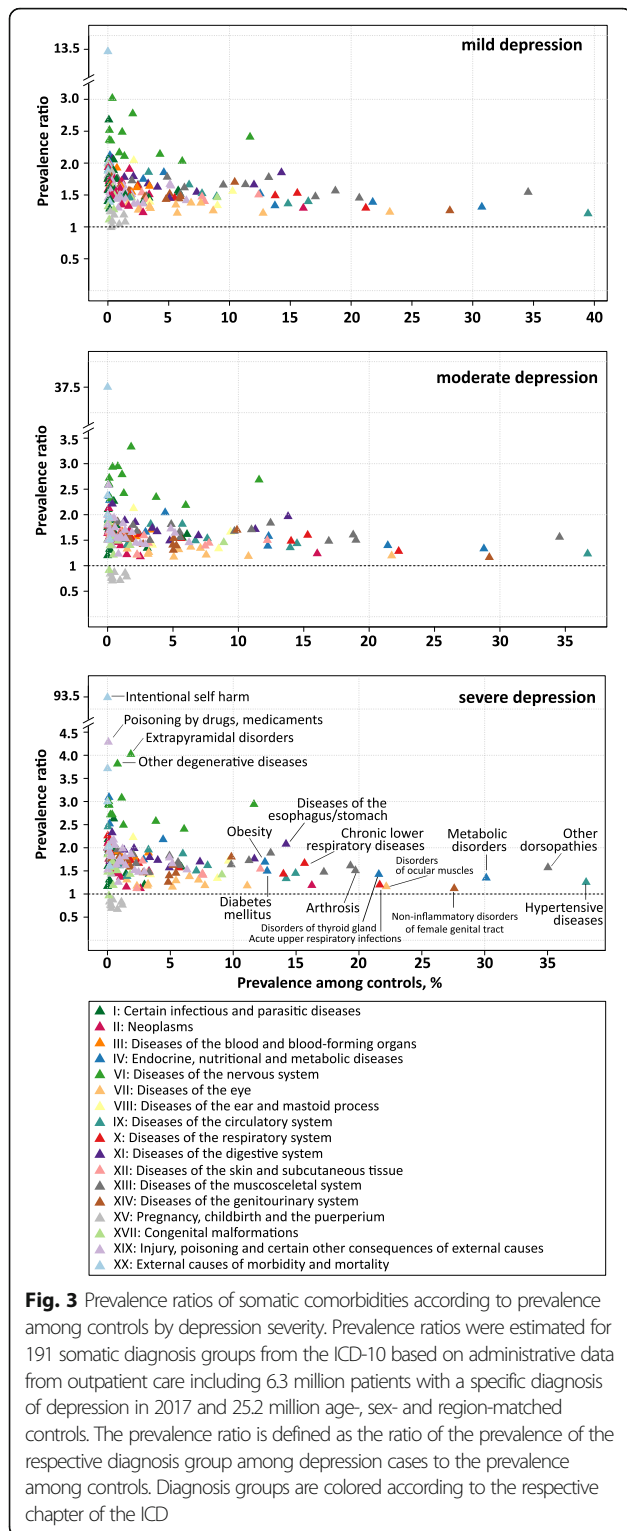 mild depression
13.5
3.0
2.5
2.0
1.5
1
0.5
Prevalence ratio
0 5 10 15 20 25 30 35 40
moderate depression
37.5
3.5
3.0
2.5
2.0
1.5
1
0.5
Prevalence ratio
0 5 10 15 20 25 30 35
severe depression
93.5
4.5
4.0
3.5
3.0
2.5
2.0
1.5
1
0.5
Prevalence ratio
Intentional self harm
Poisoning by drugs, medicaments
Extrapyramidal disorders
Other degenerative diseases
Diseases of the
esophagus/stomach
Obesity
Chronic lower
respiratory diseases
Disorders
of ocular muscles
Metabolic
disorders
Other
dorsopathies
Diabetes
mellitus
Arthrosis
Disorders of thyroid gland
Acute upper respiratory infections
Non-inflammatory disorders
of female genital tract
Hypertensive
diseases
0 5 10 15 20 25 30 35
Prevalence among controls, %
I: Certain infectious and parasitic diseases
II: Neoplasms
III: Diseases of the blood and blood-forming organs
IV: Endocrine, nutritional and metabolic diseases
VI: Diseases of the nervous system
VII: Diseases of the eye
VIII: Diseases of the ear and mastoid process
IX: Diseases of the circulatory system
X: Diseases of the respiratory system
XI: Diseases of the digestive system
XII: Diseases of the skin and subcutaneous tissue
XIII: Diseases of the muscosceletal system
XIV: Diseases of the genitourinary system
XV: Pregnancy, childbirth and the puerperium
XVII: Congenital malformations
XIX: Injury, poisoning and certain other consequences of external causes
XX: External causes of morbidity and mortality
Fig. 3 Prevalence ratios of somatic comorbidities according to prevalence
among controls by depression severity. Prevalence ratios were estimated for
191 somatic diagnosis groups from the ICD-10 based on administrative data
from outpatient care including 6.3 million patients with a specific diagnosis
of depression in 2017 and 25.2 million age-, sex- and region-matched
controls. The prevalence ratio is defined as the ratio of the prevalence of the
respective diagnosis group among depression cases to the prevalence
among controls. Diagnosis groups are colored according to the respective
chapter of the ICD